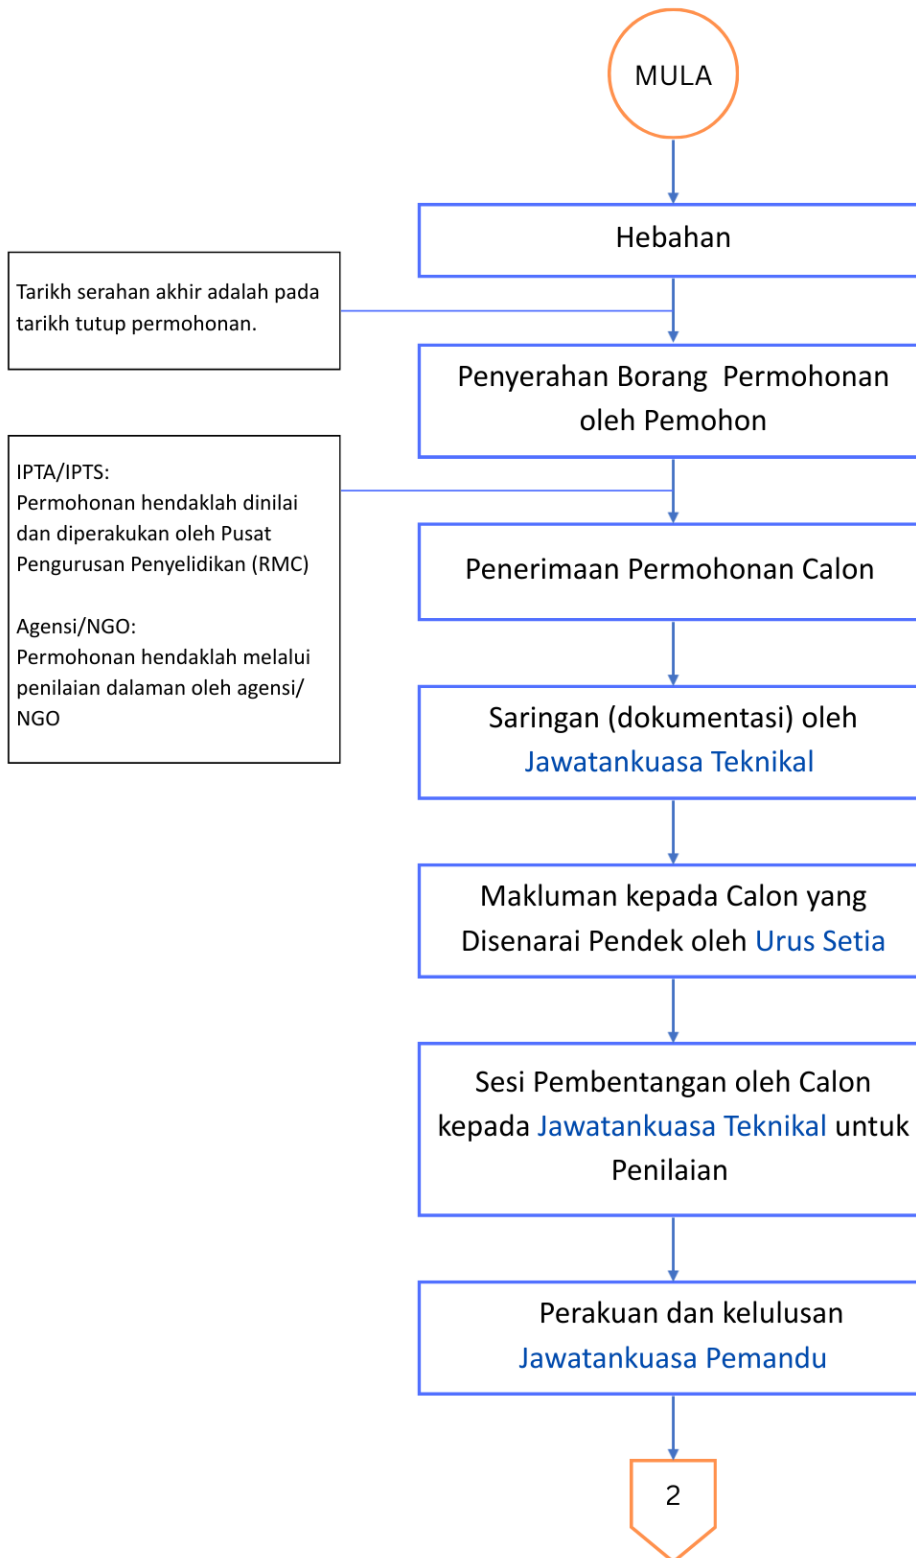 MULA
Hebahan
Tarikh serahan akhir adalah pada
tarikh tutup permohonan.
Penyerahan Borang  Permohonan
oleh Pemohon
IPTA/IPTS:
Permohonan hendaklah dinilai
dan diperakukan oleh Pusat
Pengurusan Penyelidikan (RMC)
Agensi/NGO:
Permohonan hendaklah melalui
penilaian dalaman oleh agensi/
NGO
Penerimaan Permohonan Calon
Saringan (dokumentasi) oleh
Jawatankuasa Teknikal
Makluman kepada Calon yang
Disenarai Pendek oleh Urus Setia
Sesi Pembentangan oleh Calon
kepada Jawatankuasa Teknikal untuk
Penilaian
Perakuan dan kelulusan
Jawatankuasa Pemandu
2